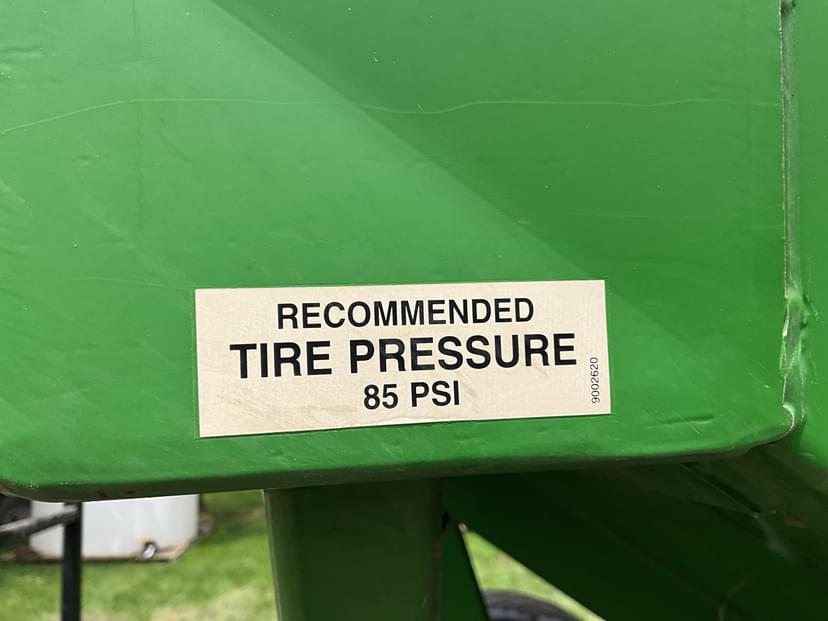 RECOMMENDED
TIRE PRESSURE
85 PSI
9002620